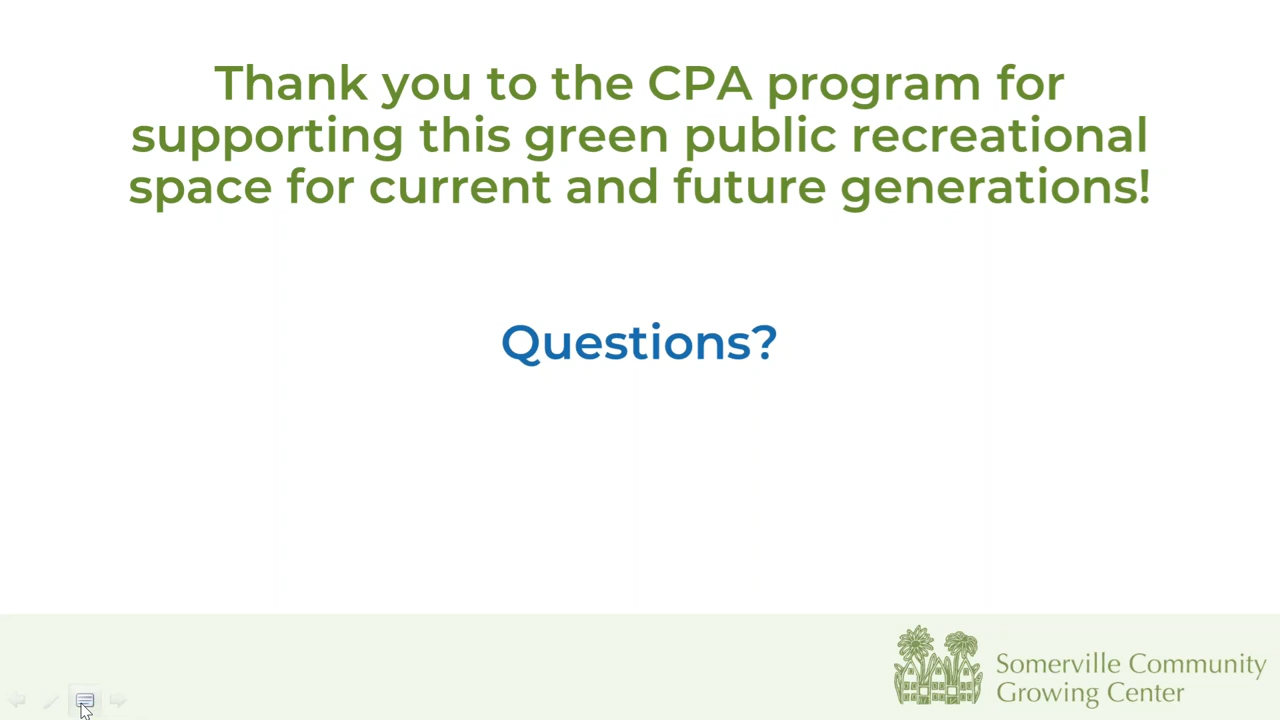 Thank you to the CPA program for
supporting this green public recreational
space for current and future generations!
Questions?
Somerville Community
Growing Center